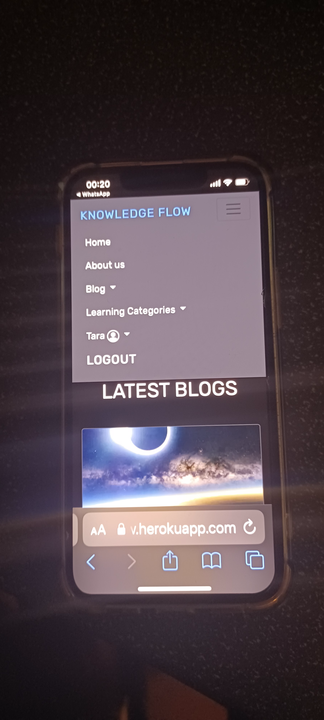 00:20
◀ WhatsApp
KNOWLEDGE FLOW
Home
About us
Blog
Learning Categories
Tara
LOGOUT
LATEST BLOGS
AA
.herokuapp.com